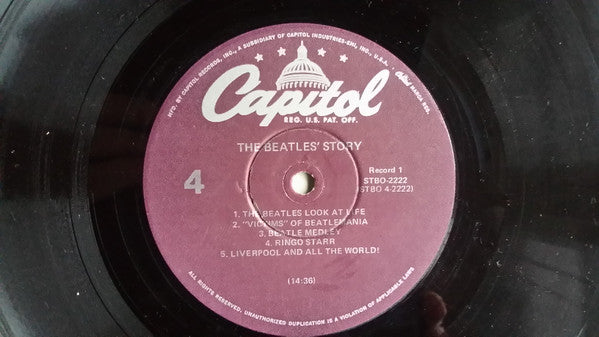 MFD. BY CAPITOL RECORDS, INC., A SUBSIDIARY OF CAPITOL INDUSTRIES-EMI, INC., U.S.A.
Capitol
REG. U.S. PAT. OFF.
THE BEATLES' STORY
4
Record 1
STBO-2222
(STBO 4-2222)
1. THE BEATLES LOOK AT LIFE
2. "VICTIMS" OF BEATLEMANIA
3. BEATLE MEDLEY
4. RINGO STARR
5. LIVERPOOL AND ALL THE WORLD!
(14:36)
ALL RIGHTS RESERVED. UNAUTHORIZED DUPLICATION IS A VIOLATION OF APPLICABLE LAWS